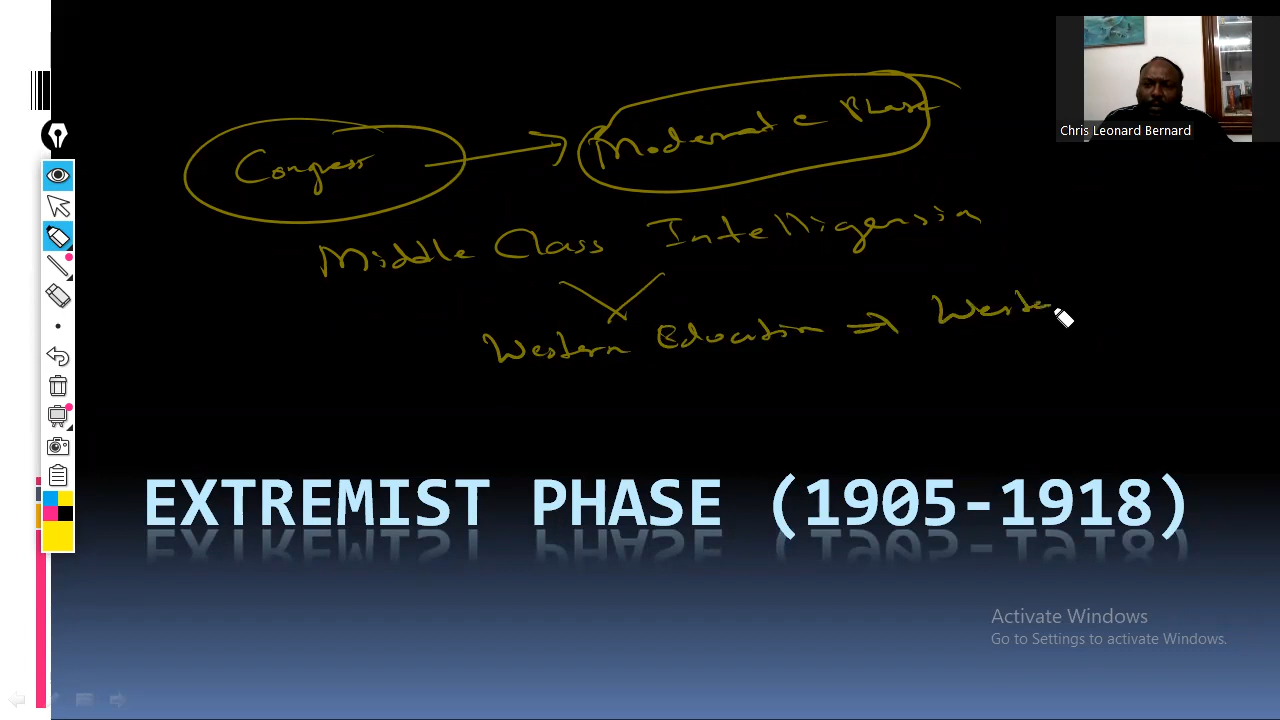 Chris Leonard Bernard
Congress → Moderate Phase
Middle Class Intelligensia
Western Education ⇒ Weste
EXTREMIST PHASE (1905-1918)
Activate Windows
Go to Settings to activate Windows.